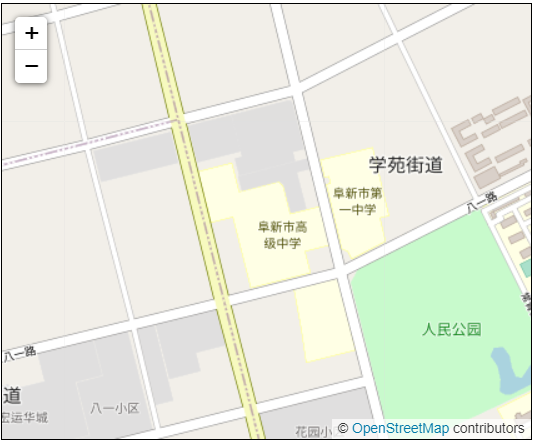 +
−
学苑街道
阜新市第
一中学
八一路
阜新市高
级中学
人民公园
八一路
道
宏运华城
八一小区
花园小
© OpenStreetMap contributors